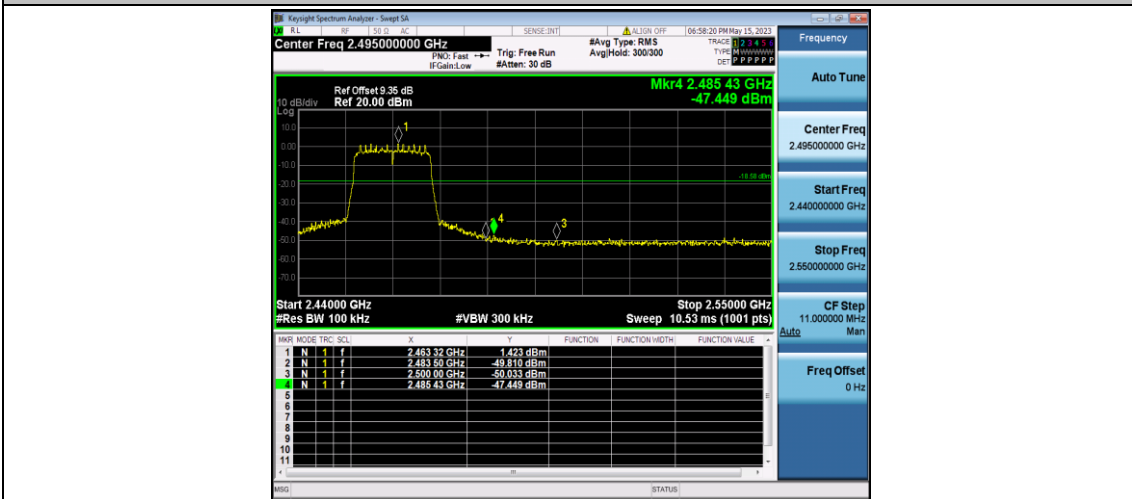 Keysight Spectrum Analyzer - Swept SA
RL RF 50 Ω AC SENSE:INT ALIGN OFF 06:58:20 PM May 15, 2023
Center Freq 2.495000000 GHz
PNO: Fast
IFGain:Low
Trig: Free Run
#Atten: 30 dB
#Avg Type: RMS
Avg|Hold: 300/300
TRACE 1 2 3 4 5 6
TYPE M W W W W W
DET P P P P P P
Frequency
Auto Tune
Center Freq
2.495000000 GHz
Start Freq
2.440000000 GHz
Stop Freq
2.550000000 GHz
CF Step
11.000000 MHz
Auto Man
Freq Offset
0 Hz
Mkr4 2.485 43 GHz
-47.449 dBm
Ref Offset 9.35 dB
10 dB/div Ref 20.00 dBm
Log
10.0
0.00
-10.0
-20.0
-30.0
-40.0
-50.0
-60.0
-70.0
1
-18.58 dBm
4
3
Start 2.44000 GHz Stop 2.55000 GHz
#Res BW 100 kHz #VBW 300 kHz Sweep 10.53 ms (1001 pts)
MKR MODE TRC SCL X Y FUNCTION FUNCTION WIDTH FUNCTION VALUE
1 N 1 f 2.463 32 GHz 1.423 dBm
2 N 1 f 2.483 50 GHz -49.810 dBm
3 N 1 f 2.500 00 GHz -50.033 dBm
4 N 1 f 2.485 43 GHz -47.449 dBm
5
6
7
8
9
10
11
MSG STATUS